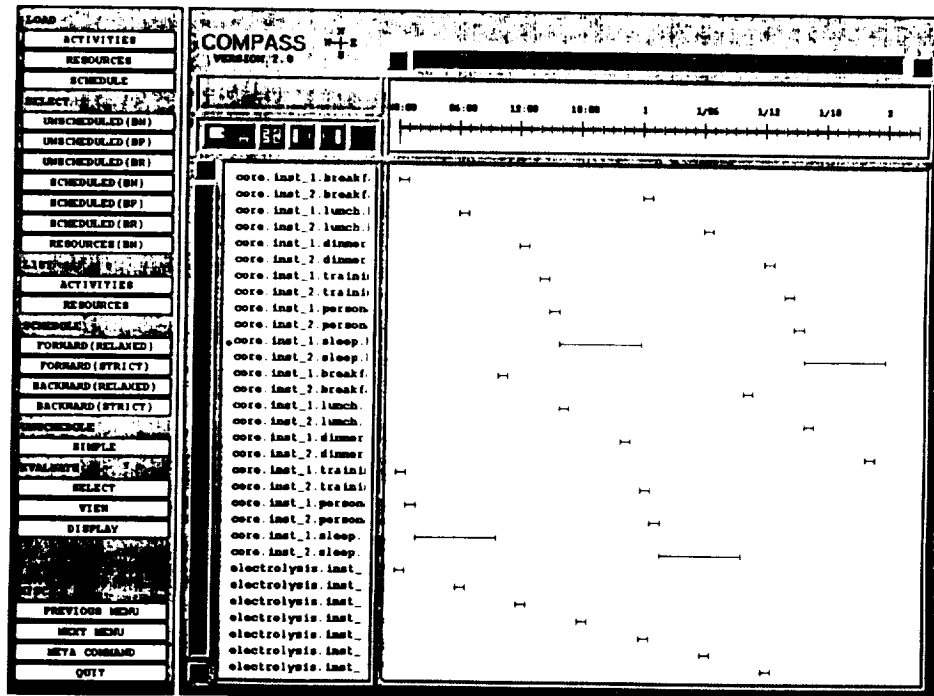 LOAD
ACTIVITIES
RESOURCES
SCHEDULE
SELECT
UNSCHEDULED(BN)
UNSCHEDULED(BP)
UNSCHEDULED(BR)
SCHEDULED(BN)
SCHEDULED(BP)
SCHEDULED(BR)
RESOURCES(BN)
LIST
ACTIVITIES
RESOURCES
SCHEDULE
FORWARD(RELAXED)
FORWARD(STRICT)
BACKWARD(RELAXED)
BACKWARD(STRICT)
UNSCHEDULE
SIMPLE
EVALUATE
SELECT
VIEW
DISPLAY
PREVIOUS MENU
NEXT MENU
META COMMAND
QUIT
COMPASS
VERSION 2.0
N
W E
S
00:00 06:00 12:00 18:00 1 1/06 1/12 1/18 2
core.inst_1.breakf
core.inst_2.breakf
core.inst_1.lunch.
core.inst_2.lunch.
core.inst_1.dinner
core.inst_2.dinner
core.inst_1.traini
core.inst_2.traini
core.inst_1.person
core.inst_2.person
core.inst_1.sleep.
core.inst_2.sleep.
core.inst_1.breakf
core.inst_2.breakf
core.inst_1.lunch.
core.inst_2.lunch.
core.inst_1.dinner
core.inst_2.dinner
core.inst_1.traini
core.inst_2.traini
core.inst_1.person
core.inst_2.person
core.inst_1.sleep.
core.inst_2.sleep.
electrolysis.inst_
electrolysis.inst_
electrolysis.inst_
electrolysis.inst_
electrolysis.inst_
electrolysis.inst_
electrolysis.inst_